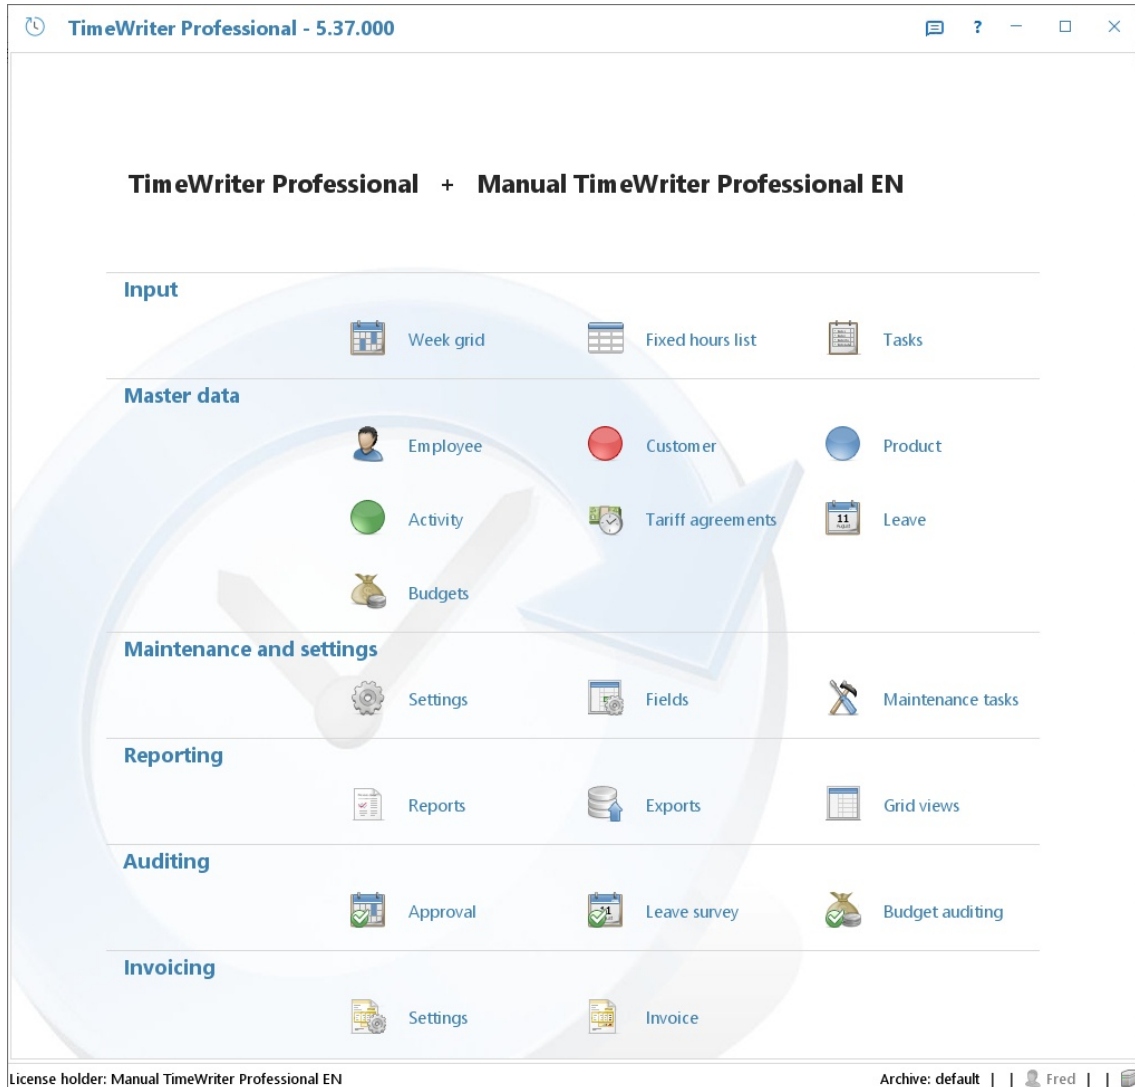 TimeWriter Professional - 5.37.000 ?
TimeWriter Professional + Manual TimeWriter Professional EN
Input
Week grid Fixed hours list Tasks
Master data
Employee Customer Product
Activity Tariff agreements 11 August Leave
Budgets
Maintenance and settings
Settings Fields Maintenance tasks
Reporting
Reports Exports Grid views
Auditing
Approval Leave survey Budget auditing
Invoicing
Settings Invoice
License holder: Manual TimeWriter Professional EN Archive: default | | Fred | |